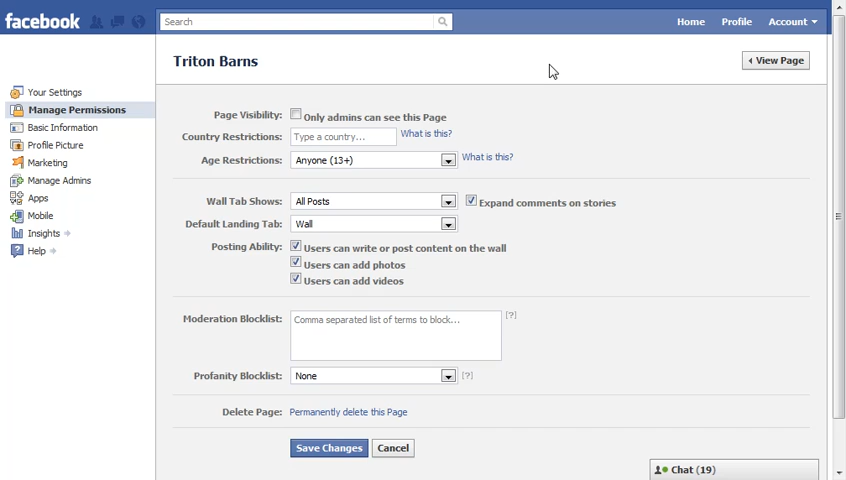 facebook
Search
Home Profile Account
Triton Barns
View Page
Your Settings
Manage Permissions
Basic Information
Profile Picture
Marketing
Manage Admins
Apps
Mobile
Insights
Help
Page Visibility: Only admins can see this Page
Country Restrictions: Type a country... What is this?
Age Restrictions: Anyone (13+) What is this?
Wall Tab Shows: All Posts Expand comments on stories
Default Landing Tab: Wall
Posting Ability: Users can write or post content on the wall
Users can add photos
Users can add videos
Moderation Blocklist: Comma separated list of terms to block... [?]
Profanity Blocklist: None [?]
Delete Page: Permanently delete this Page
Save Changes Cancel
Chat (19)